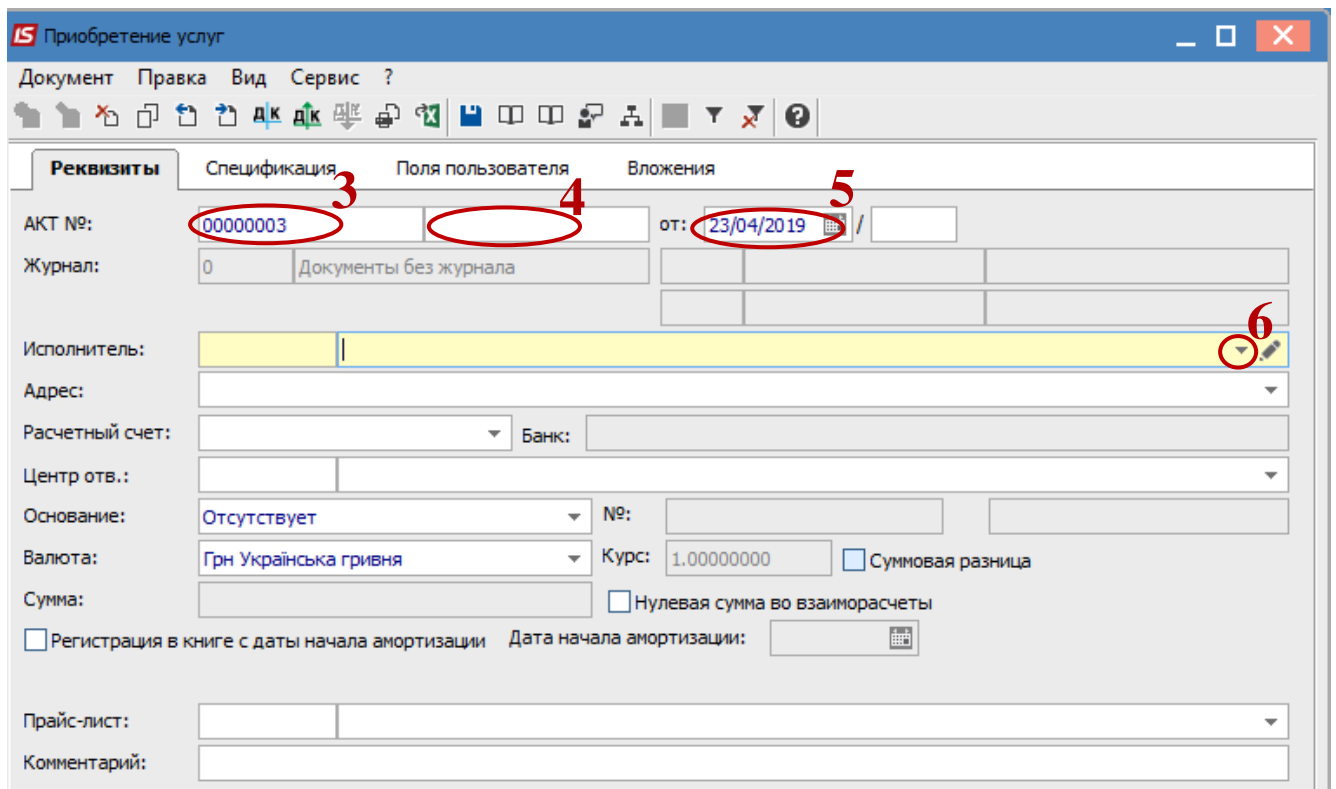 IS Приобретение услуг
Документ Правка Вид Сервис ?
Реквизиты Спецификация Поля пользователя Вложения
3 4 5
АКТ №: 00000003 от: 23/04/2019 /
Журнал: 0 Документы без журнала
6
Исполнитель:
Адрес:
Расчетный счет: Банк:
Центр отв.:
Основание: Отсутствует №:
Валюта: Грн Українська гривня Курс: 1.00000000 Суммовая разница
Сумма: Нулевая сумма во взаиморасчеты
Регистрация в книге с даты начала амортизации Дата начала амортизации:
Прайс-лист:
Комментарий: